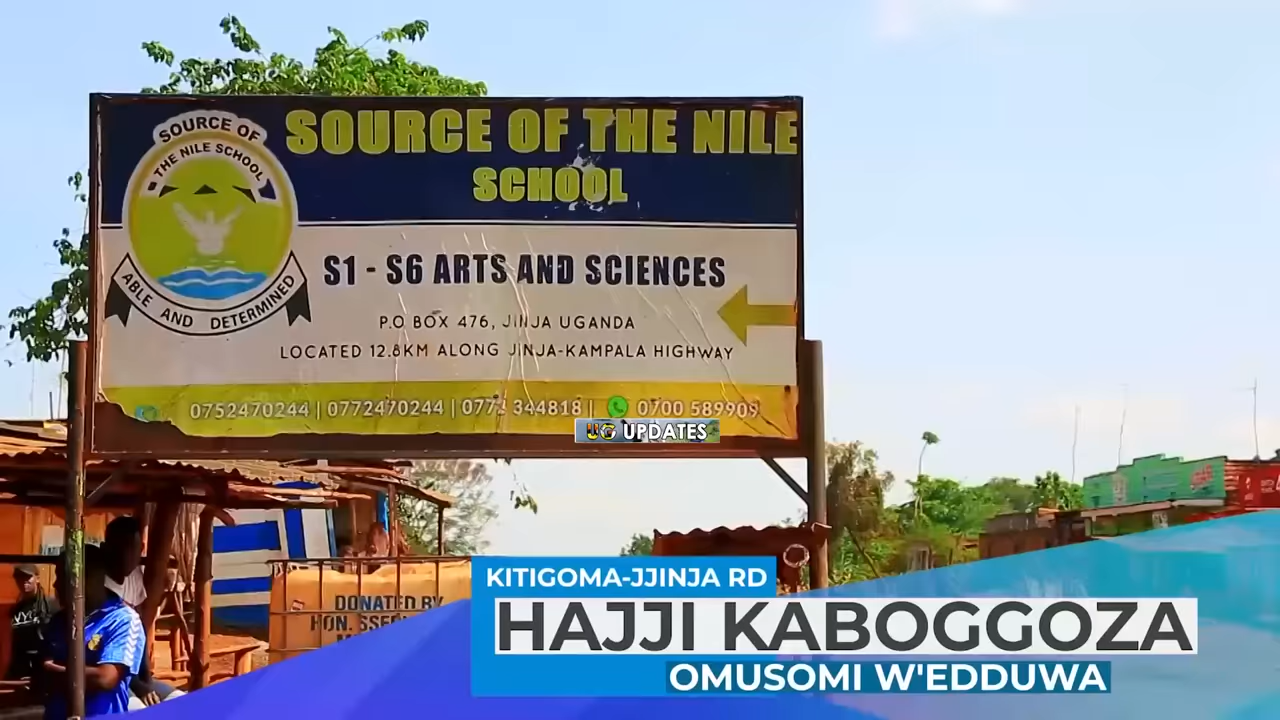 SOURCE OF THE NILE
SCHOOL
SOURCE OF
THE NILE SCHOOL
ABLE AND DETERMINED
S1 - S6 ARTS AND SCIENCES
P.O BOX 476, JINJA UGANDA
LOCATED 12.8KM ALONG JINJA-KAMPALA HIGHWAY
0752470244 | 0772470244 | 0772 344818 | 0700 589909
UG UPDATES
DONATED BY
HON.
KITIGOMA-JJINJA RD
HAJJI KABOGGOZA
OMUSOMI W'EDDUWA